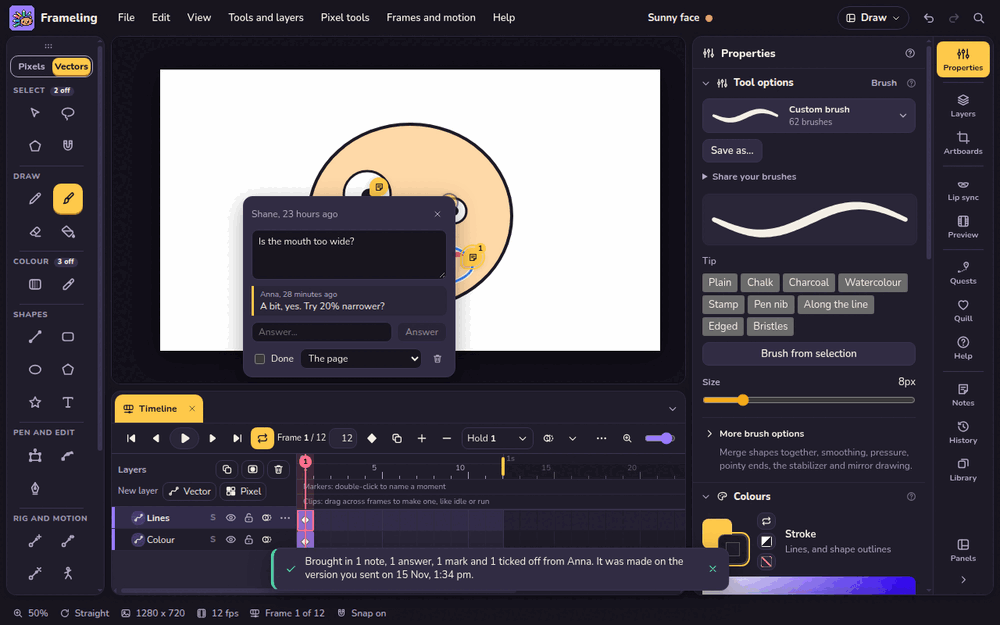 Frameling
File Edit View Tools and layers Pixel tools Frames and motion Help
Sunny face
Draw
Pixels Vectors
SELECT 2 off
DRAW
COLOUR 3 off
SHAPES
PEN AND EDIT
RIG AND MOTION
Shane, 23 hours ago
Is the mouth too wide?
Anna, 28 minutes ago
A bit, yes. Try 20% narrower?
Answer... Answer
Done The page
1
Timeline
Frame 1 / 12 12 Hold 1
Layers
New layer Vector Pixel
1 5 10 1s 15 20
Markers: double-click to name a moment
Clips: drag across frames to make one, like idle or run
Lines S
Colour S
Brought in 1 note, 1 answer, 1 mark and 1 ticked off from Anna. It was made on the
version you sent on 15 Nov, 1:34 pm.
Properties
Tool options Brush
Custom brush
62 brushes
Save as...
Share your brushes
Tip
Plain Chalk Charcoal Watercolour
Stamp Pen nib Along the line
Edged Bristles
Brush from selection
Size 8px
More brush options
Merge shapes together, smoothing, pressure,
pointy ends, the stabilizer and mirror drawing.
Colours
Stroke
Lines, and shape outlines
Properties
Layers
Artboards
Lip sync
Preview
Quests
Quill
Help
Notes
History
Library
Panels
50% Straight 1280 x 720 12 fps Frame 1 of 12 Snap on